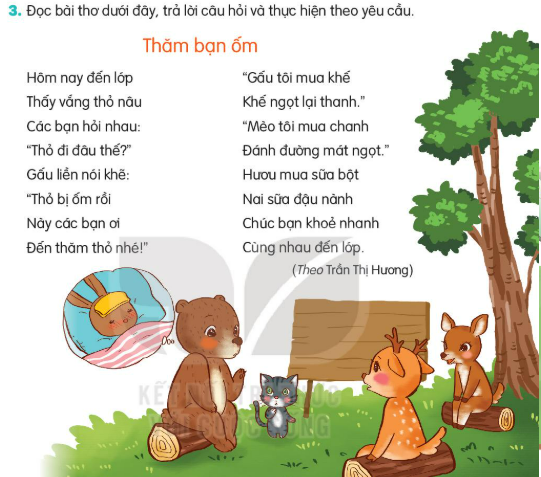 3. Đọc bài thơ dưới đây, trả lời câu hỏi và thực hiện theo yêu cầu.
Thăm bạn ốm
Hôm nay đến lớp
Thấy vắng thỏ nâu
Các bạn hỏi nhau:
“Thỏ đi đâu thế?”
Gấu liền nói khẽ:
“Thỏ bị ốm rồi
Này các bạn ơi
Đến thăm thỏ nhé!”
“Gấu tôi mua khế
Khế ngọt lại thanh.”
“Mèo tôi mua chanh
Đánh đường mát ngọt.”
Hươu mua sữa bột
Nai sữa đậu nành
Chúc bạn khoẻ nhanh
Cùng nhau đến lớp.
(Theo Trần Thị Hương)